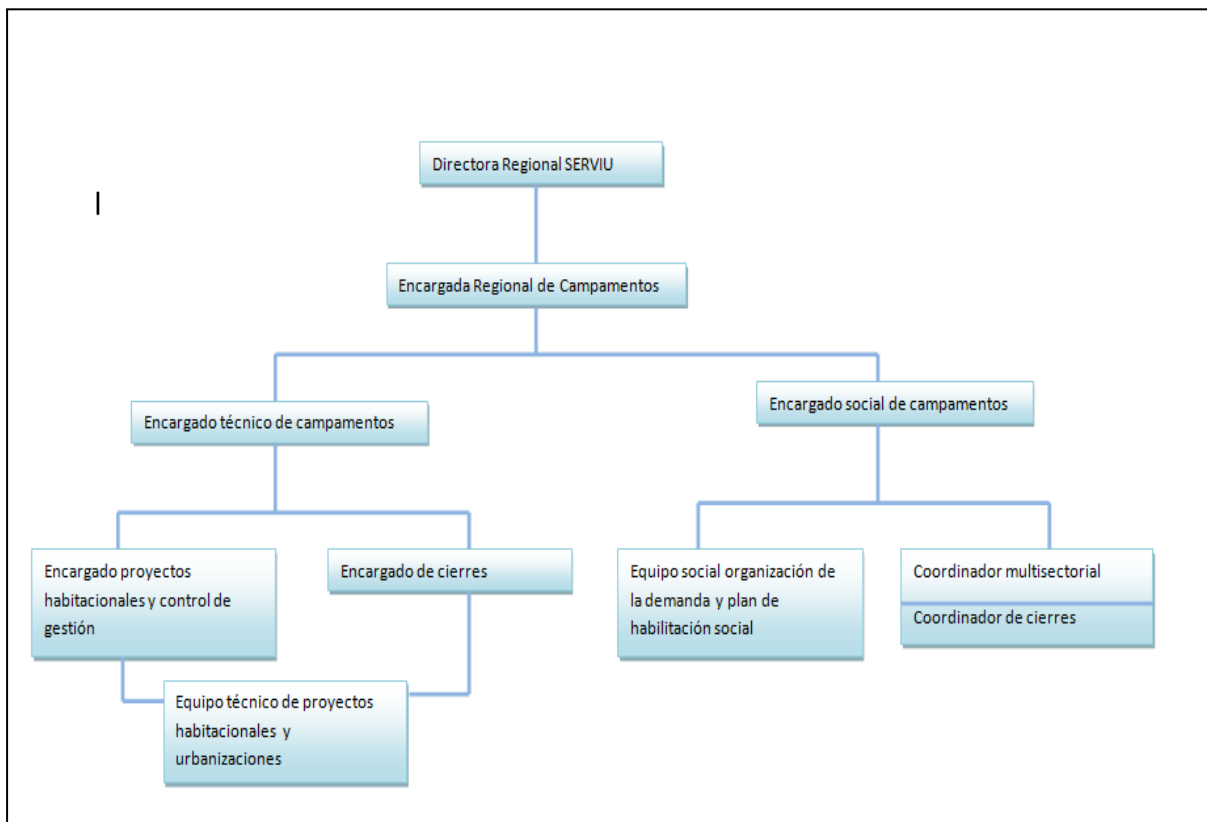 Directora Regional SERVIU
Encargada Regional de Campamentos
Encargado técnico de campamentos
Encargado social de campamentos
Encargado proyectos
habitacionales y control de
gestión
Encargado de cierres
Equipo social organización de
la demanda y plan de
habilitación social
Coordinador multisectorial
Coordinador de cierres
Equipo técnico de proyectos
habitacionales y
urbanizaciones